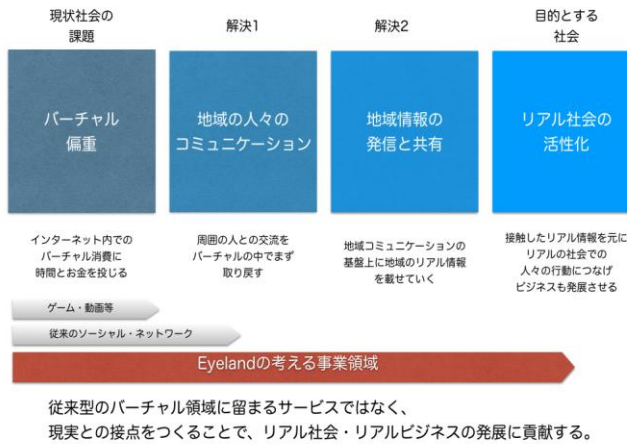 現状社会の
課題
解決1
解決2
目的とする
社会
バーチャル
偏重
地域の人々の
コミュニケーション
地域情報の
発信と共有
リアル社会の
活性化
インターネット内での
バーチャル消費に
時間とお金を投じる
周囲の人との交流を
バーチャルの中でまず
取り戻す
地域コミュニケーションの
基盤上に地域のリアル情報
を載せていく
接触したリアル情報を元に
リアルの社会での
人々の行動につなげ
ビジネスも発展させる
ゲーム・動画等
従来のソーシャル・ネットワーク
Eyelandの考える事業領域
従来型のバーチャル領域に留まるサービスではなく、
現実との接点をつくることで、リアル社会・リアルビジネスの発展に貢献する。